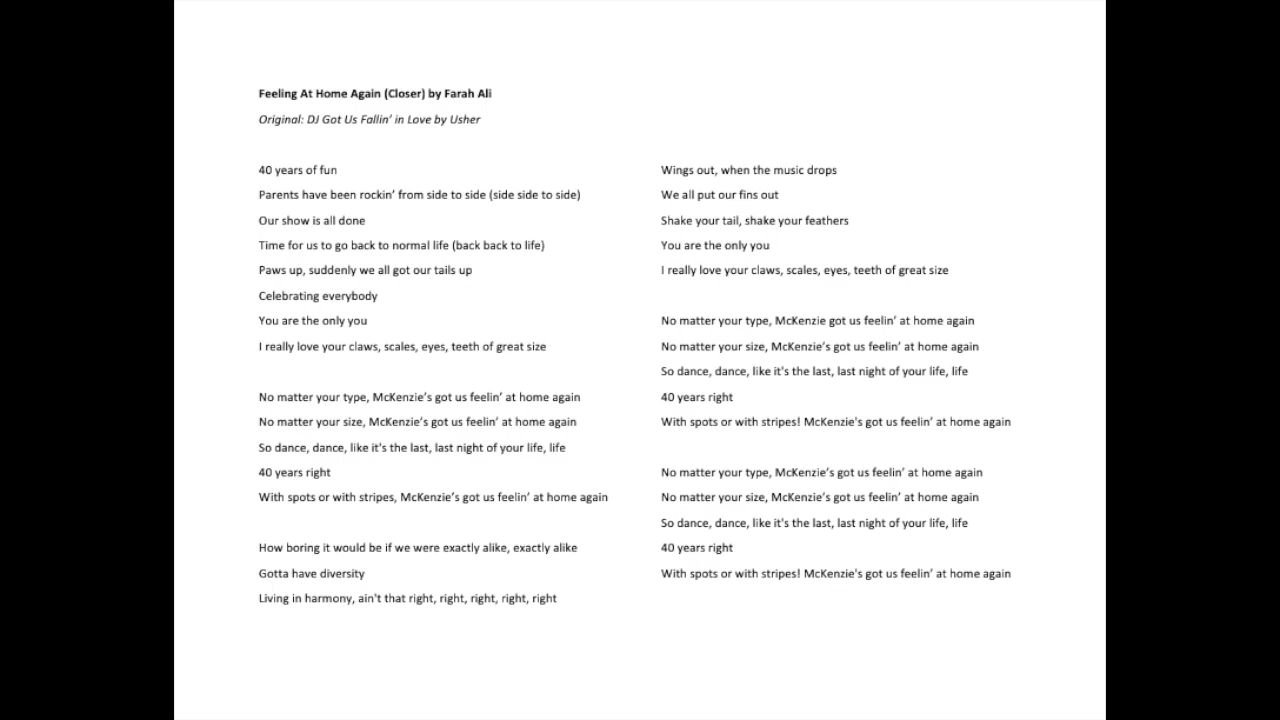 Feeling At Home Again (Closer) by Farah Ali
Original: DJ Got Us Fallin’ in Love by Usher
40 years of fun
Parents have been rockin’ from side to side (side side to side)
Our show is all done
Time for us to go back to normal life (back back to life)
Paws up, suddenly we all got our tails up
Celebrating everybody
You are the only you
I really love your claws, scales, eyes, teeth of great size
No matter your type, McKenzie’s got us feelin’ at home again
No matter your size, McKenzie’s got us feelin’ at home again
So dance, dance, like it's the last, last night of your life, life
40 years right
With spots or with stripes, McKenzie’s got us feelin’ at home again
How boring it would be if we were exactly alike, exactly alike
Gotta have diversity
Living in harmony, ain't that right, right, right, right, right
Wings out, when the music drops
We all put our fins out
Shake your tail, shake your feathers
You are the only you
I really love your claws, scales, eyes, teeth of great size
No matter your type, McKenzie got us feelin’ at home again
No matter your size, McKenzie’s got us feelin’ at home again
So dance, dance, like it's the last, last night of your life, life
40 years right
With spots or with stripes! McKenzie's got us feelin’ at home again
No matter your type, McKenzie’s got us feelin’ at home again
No matter your size, McKenzie’s got us feelin’ at home again
So dance, dance, like it's the last, last night of your life, life
40 years right
With spots or with stripes! McKenzie's got us feelin’ at home again